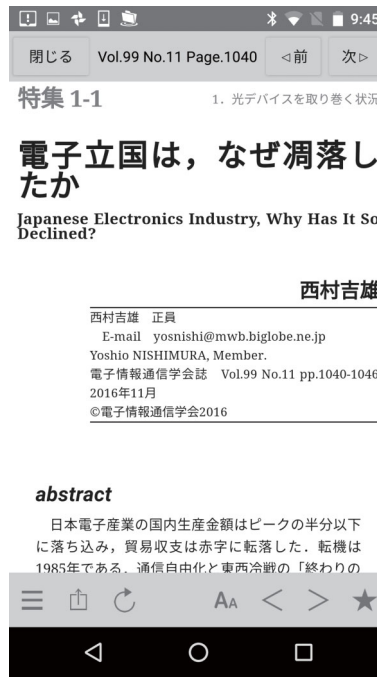 9:45
閉じる Vol.99 No.11 Page.1040 ◁前 次▷
特集 1-1 1．光デバイスを取り巻く状況
電子立国は，なぜ凋落し
たか
Japanese Electronics Industry, Why Has It So
Declined?
西村吉雄
西村吉雄 正員
E-mail yosnishi@mwb.biglobe.ne.jp
Yoshio NISHIMURA, Member.
電子情報通信学会誌 Vol.99 No.11 pp.1040-1046
2016年11月
©電子情報通信学会2016
abstract
日本電子産業の国内生産金額はピークの半分以下
に落ち込み，貿易収支は赤字に転落した．転機は
1985年である．通信自由化と東西冷戦の「終わりの
AA